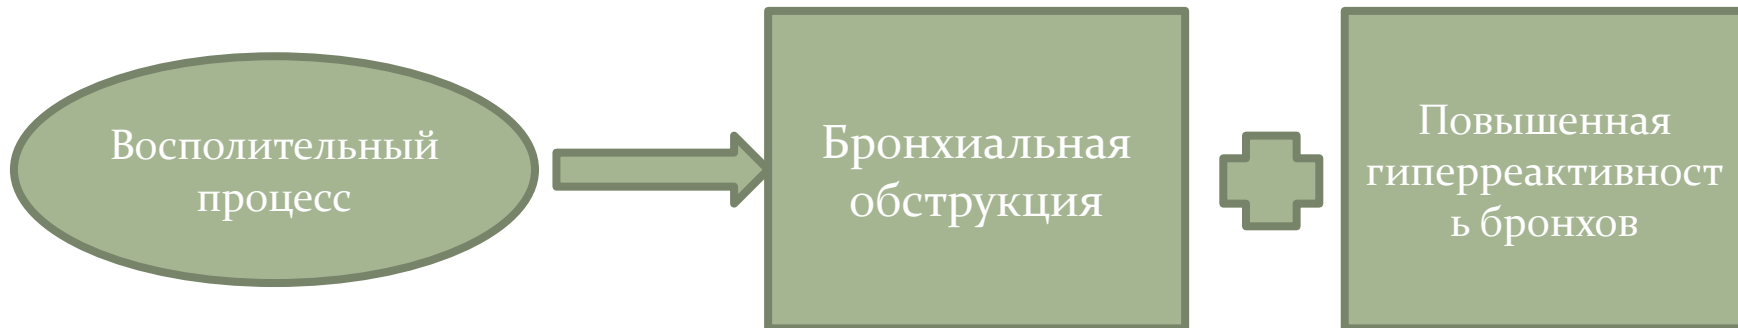 Восполительный
процесс
Бронхиальная
обструкция
Повышенная
гиперреактивност
ь бронхов